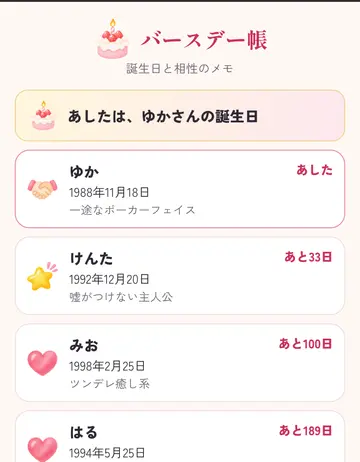 バースデー帳
誕生日と相性のメモ
あしたは、ゆかさんの誕生日
ゆか
あした
1988年11月18日
一途なポーカーフェイス
けんた
あと33日
1992年12月20日
嘘がつけない主人公
みお
あと100日
1998年2月25日
ツンデレ癒し系
はる
あと189日
1994年5月25日